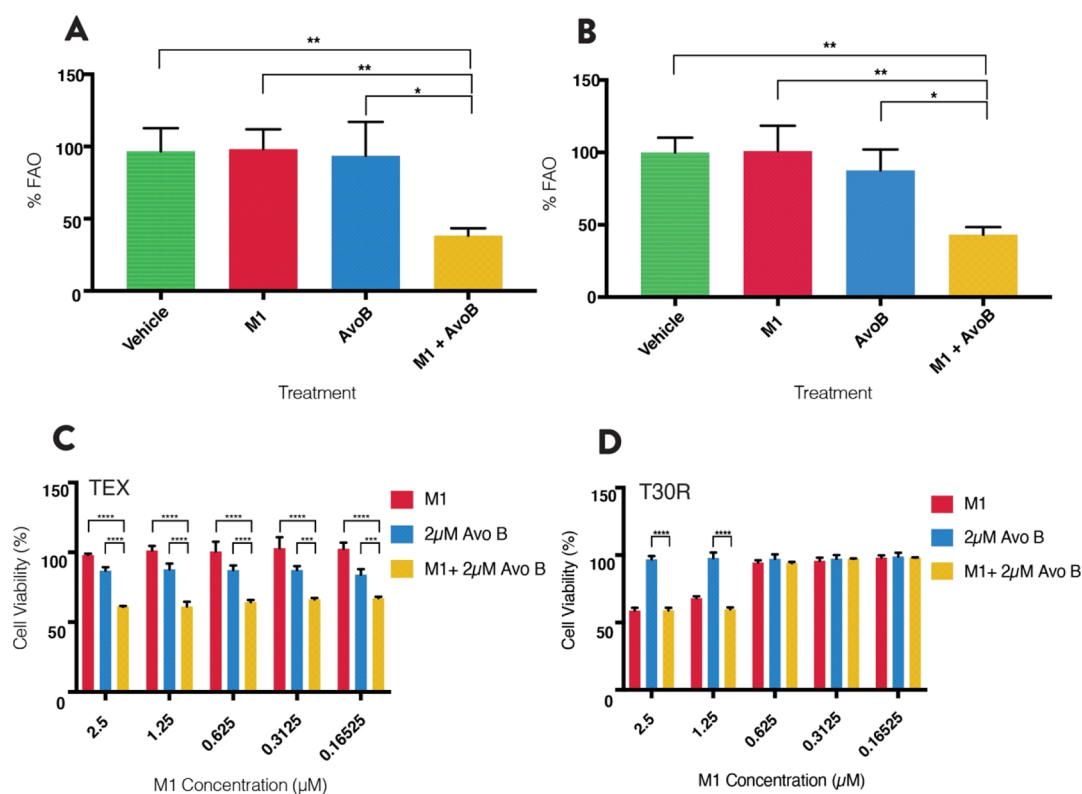 A
**
**
*
150
100
50
0
% FAO
Vehicle
M1
AvoB
M1 + AvoB
Treatment
B
**
**
*
150
100
50
0
% FAO
Vehicle
M1
AvoB
M1 + AvoB
Treatment
C
TEX
150
100
50
0
Cell Viability (%)
**** **** **** **** ****
**** **** **** *** ***
M1
2µM Avo B
M1+ 2µM Avo B
2.5
1.25
0.625
0.3125
0.16525
M1 Concentration (µM)
D
T30R
150
100
50
0
Cell Viability (%)
**** ****
M1
2µM Avo B
M1+ 2µM Avo B
2.5
1.25
0.625
0.3125
0.16525
M1 Concentration (µM)